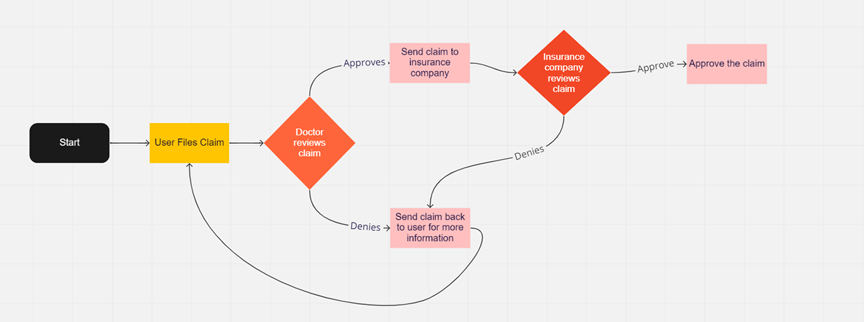 Start
User Files Claim
Doctor
reviews
claim
Approves
Send claim to
insurance
company
Insurance
company
reviews
claim
Approve
Approve the claim
Denies
Denies
Send claim back
to user for more
information